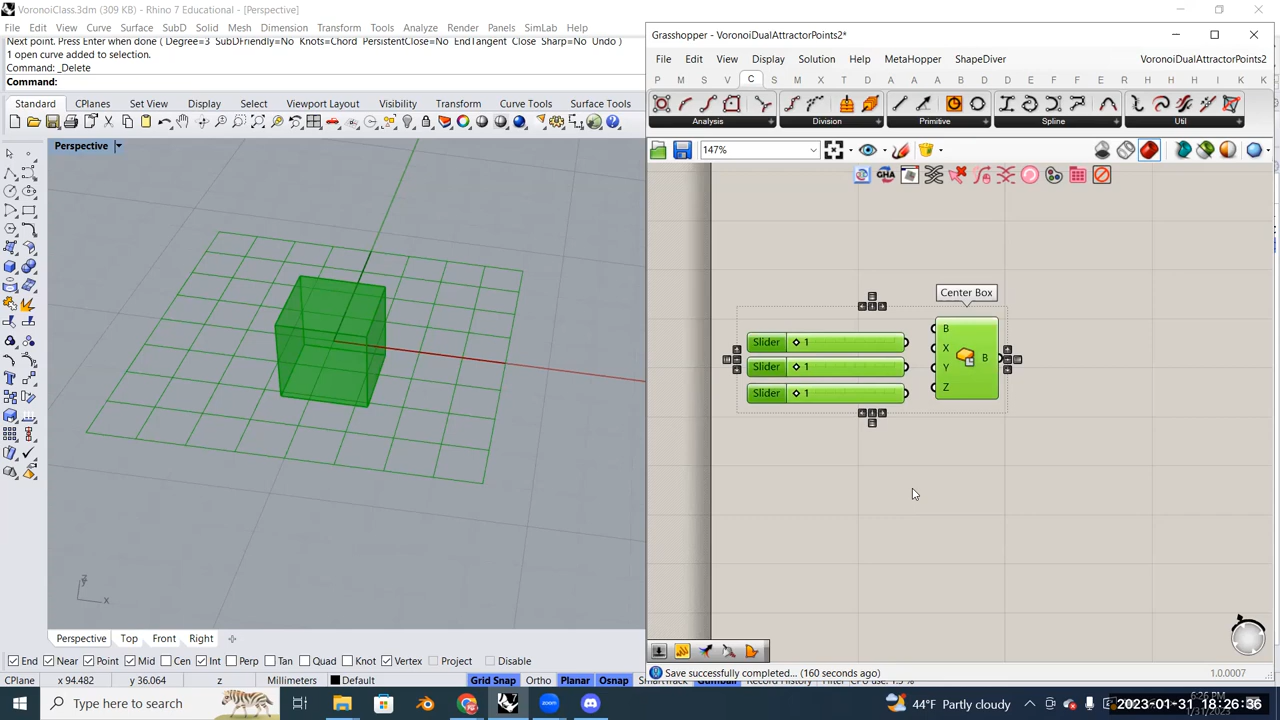 VoronoiClass.3dm (309 KB) - Rhino 7 Educational - [Perspective]
File Edit View Curve Surface SubD Solid Mesh Dimension Transform Tools Analyze Render Panels SimLab Help
Next point. Press Enter when done ( Degree=3 SubDFriendly=No Knots=Chord PersistentClose=No EndTangent Close Sharp=No Undo )
1 open curve added to selection.
Command: _Delete
Command:
Standard CPlanes Set View Display Select Viewport Layout Visibility Transform Curve Tools Surface Tools
Perspective
y
x
Perspective Top Front Right
End Near Point Mid Cen Int Perp Tan Quad Knot Vertex Project Disable
CPlane x 94.482 y 36.064 z Millimeters Default Grid Snap Ortho Planar Osnap
Grasshopper - VoronoiDualAttractorPoints2*
File Edit View Display Solution Help MetaHopper ShapeDiver VoronoiDualAttractorPoints2
P M S V C S M X T D A B L D E F H K M P H I K L
Analysis Division Primitive Spline Util
147%
Center Box
Slider 1
Slider 1
Slider 1
B
X
Y
Z
B
Save successfully completed... (160 seconds ago) 1.0.0007
Type here to search
44°F Partly cloudy
2023-01-31 18:26:36